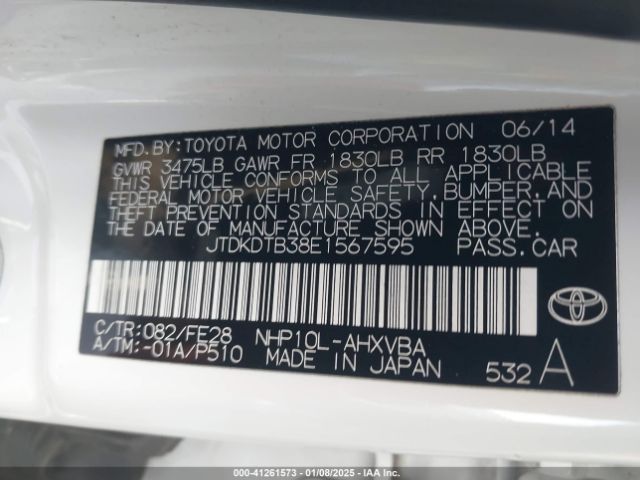 MFD.BY:TOYOTA MOTOR CORPORATION 06/14
GVWR 3475LB GAWR FR 1830LB RR 1830LB
THIS VEHICLE CONFORMS TO ALL APPLICABLE
FEDERAL MOTOR VEHICLE SAFETY,BUMPER,AND
THEFT PREVENTION STANDARDS IN EFFECT ON
THE DATE OF MANUFACTURE SHOWN ABOVE.
JTDKDTB38E1567595 PASS.CAR
C/TR:082/FE28 NHP10L-AHXVBA
A/TM:-01A/P510 MADE IN JAPAN 532 A
000-41261573 | 01/08/2025 - IAA Inc.